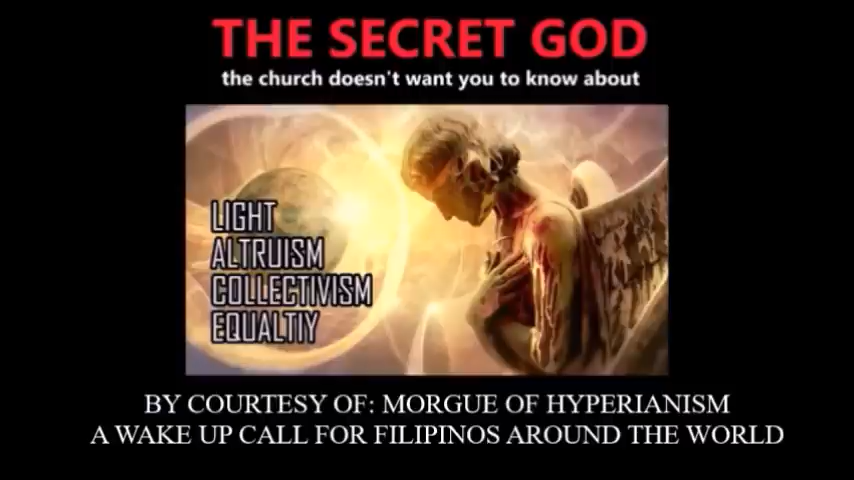 THE SECRET GOD
the church doesn't want you to know about
LIGHT
ALTRUISM
COLLECTIVISM
EQUALTIY
BY COURTESY OF: MORGUE OF HYPERIANISM
A WAKE UP CALL FOR FILIPINOS AROUND THE WORLD